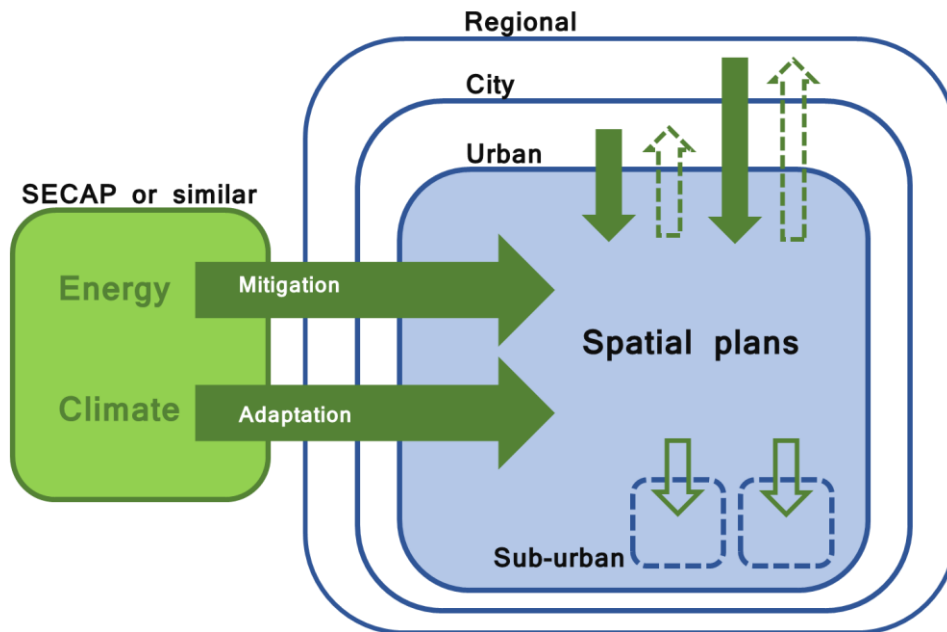 Regional
City
Urban
SECAP or similar
Energy
Mitigation
Spatial plans
Climate
Adaptation
Sub-urban